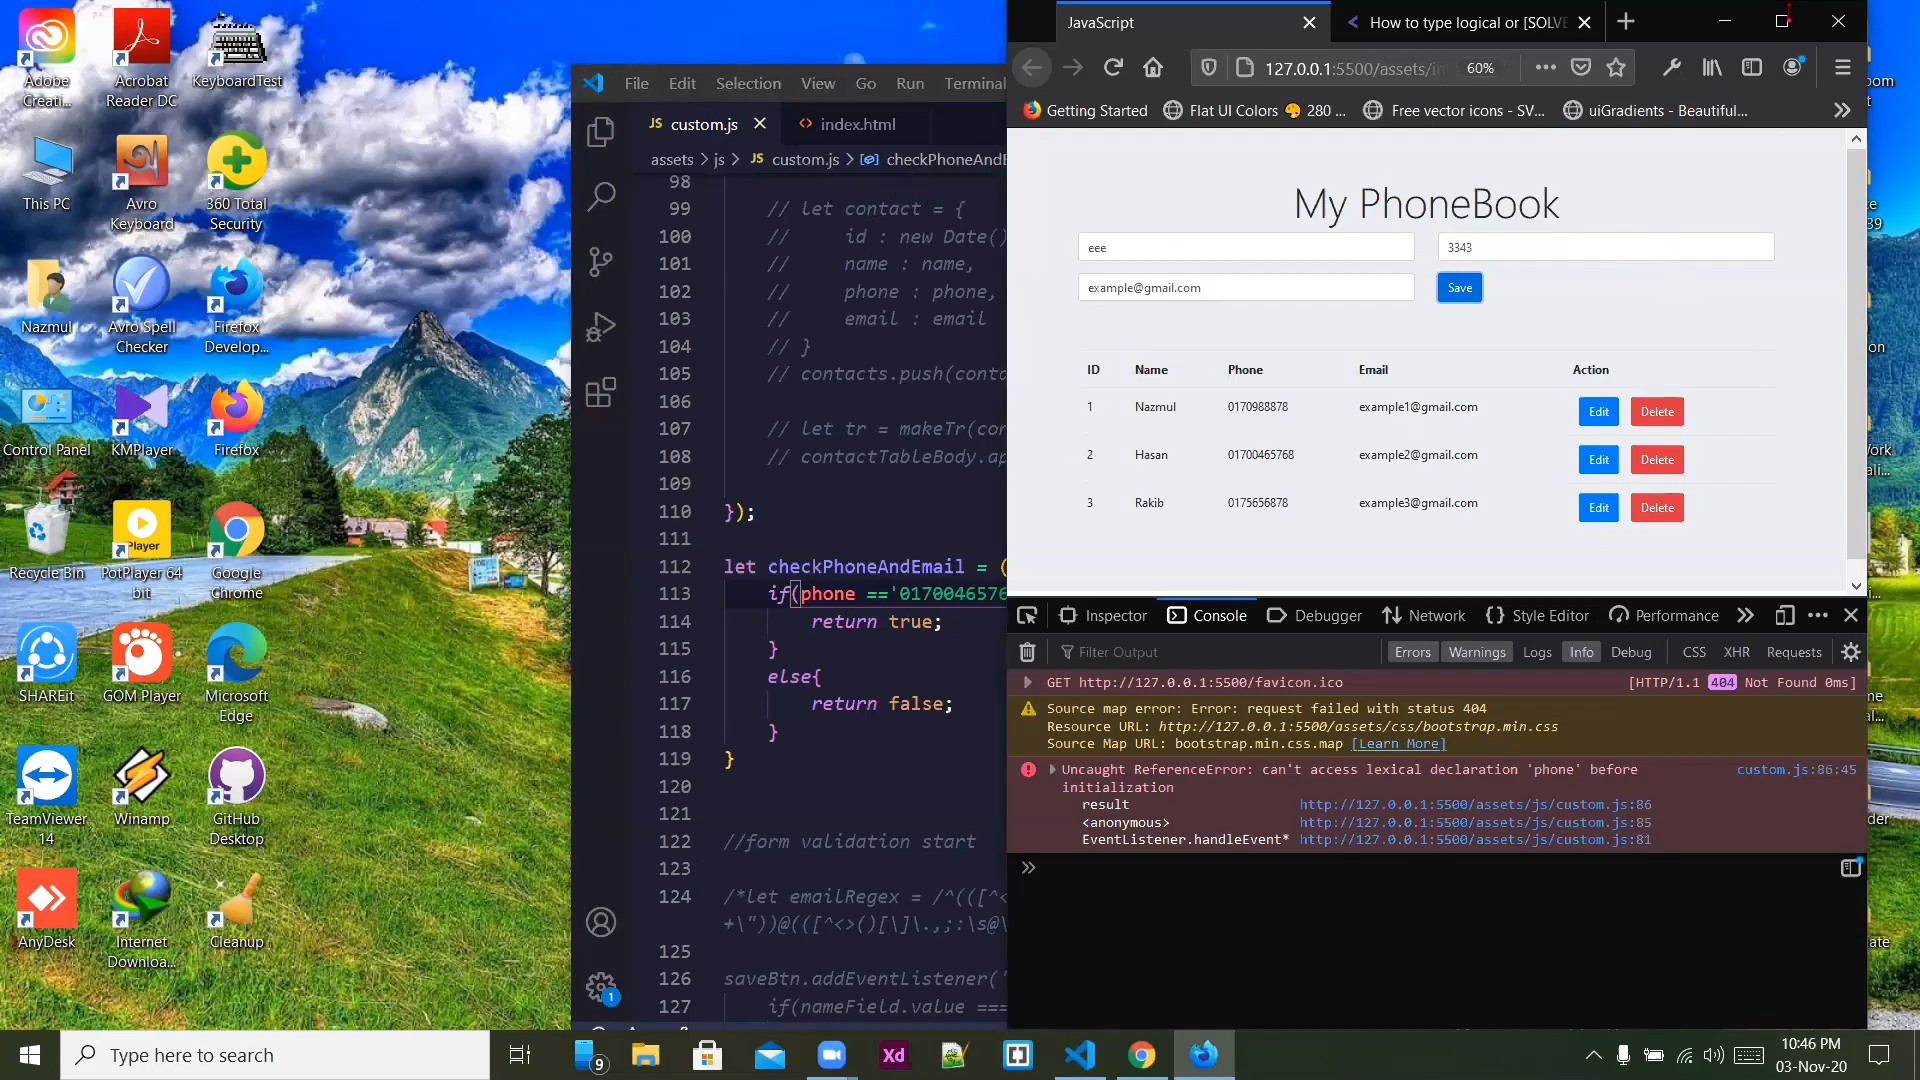 Adobe
Creati...
Acrobat
Reader DC
KeyboardTest
This PC
Avro
Keyboard
360 Total
Security
Nazmul
Avro Spell
Checker
Firefox
Develop...
Control Panel
KMPlayer
Firefox
Recycle Bin
Player
PotPlayer 64
bit
Google
Chrome
SHAREit
GOM Player
Microsoft
Edge
TeamViewer
14
Winamp
GitHub
Desktop
AnyDesk
Internet
Downloa...
Cleanup
File Edit Selection View Go Run Terminal
JS custom.js
<> index.html
assets > js > JS custom.js > checkPhoneAndE
98
99 // let contact = {
100 // id : new Date()
101 // name : name,
102 // phone : phone,
103 // email : email
104 // }
105 // contacts.push(conta
106
107 // let tr = makeTr(con
108 // contactTableBody.ap
109
110 });
111
112 let checkPhoneAndEmail = (
113 if(phone =='0170046576
114 return true;
115 }
116 else{
117 return false;
118 }
119 }
120
121
122 //form validation start
123
124 /*let emailRegex = /^(([^<
+\"))@(([^<>()[\]\.,;:\s@\
125
126 saveBtn.addEventListener('
127 if(nameField.value ===
1
JavaScript
How to type logical or [SOLVE
127.0.0.1:5500/assets/in
60%
Getting Started
Flat UI Colors
280 ...
Free vector icons - SV...
uiGradients - Beautiful...
My PhoneBook
eee
3343
example@gmail.com
Save
ID Name Phone Email Action
1 Nazmul 0170988878 example1@gmail.com Edit Delete
2 Hasan 01700465768 example2@gmail.com Edit Delete
3 Rakib 0175656878 example3@gmail.com Edit Delete
Inspector Console Debugger Network Style Editor Performance
Filter Output
Errors Warnings Logs Info Debug CSS XHR Requests
GET http://127.0.0.1:5500/favicon.ico [HTTP/1.1 404 Not Found 0ms]
Source map error: Error: request failed with status 404
Resource URL: http://127.0.0.1:5500/assets/css/bootstrap.min.css
Source Map URL: bootstrap.min.css.map [Learn More]
Uncaught ReferenceError: can't access lexical declaration 'phone' before custom.js:86:45
initialization
result http://127.0.0.1:5500/assets/js/custom.js:86
<anonymous> http://127.0.0.1:5500/assets/js/custom.js:85
EventListener.handleEvent* http://127.0.0.1:5500/assets/js/custom.js:81
Type here to search
9
Xd
10:46 PM
03-Nov-20